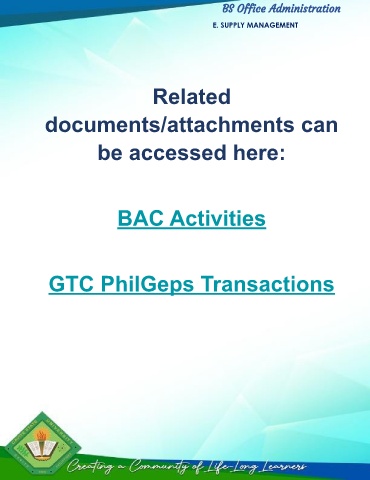 BS Office Administration
E. SUPPLY MANAGEMENT
Related
documents/attachments can
be accessed here:
BAC Activities
GTC PhilGeps Transactions
Creating a Community of Life-Long Learners